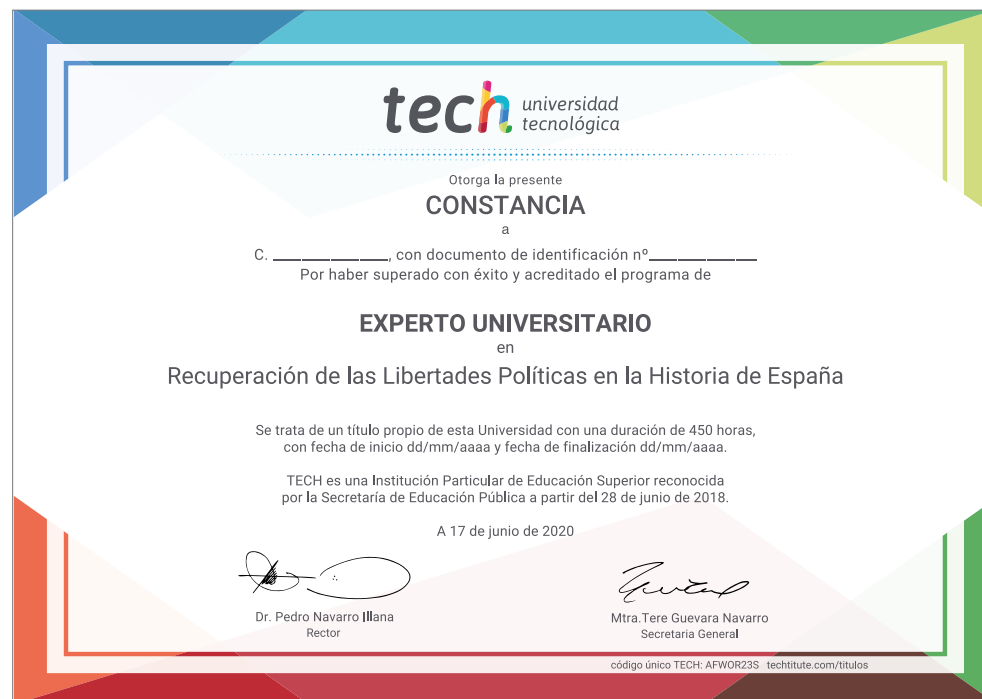 tech universidad
tecnológica
Otorga la presente
CONSTANCIA
a
C. ____________, con documento de identificación nº____________
Por haber superado con éxito y acreditado el programa de
EXPERTO UNIVERSITARIO
en
Recuperación de las Libertades Políticas en la Historia de España
Se trata de un título propio de esta Universidad con una duración de 450 horas,
con fecha de inicio dd/mm/aaaa y fecha de finalización dd/mm/aaaa.
TECH es una Institución Particular de Educación Superior reconocida
por la Secretaría de Educación Pública a partir del 28 de junio de 2018.
A 17 de junio de 2020
Dr. Pedro Navarro Illana
Rector
Mtra.Tere Guevara Navarro
Secretaria General
código único TECH: AFWOR23S techtitute.com/titulos